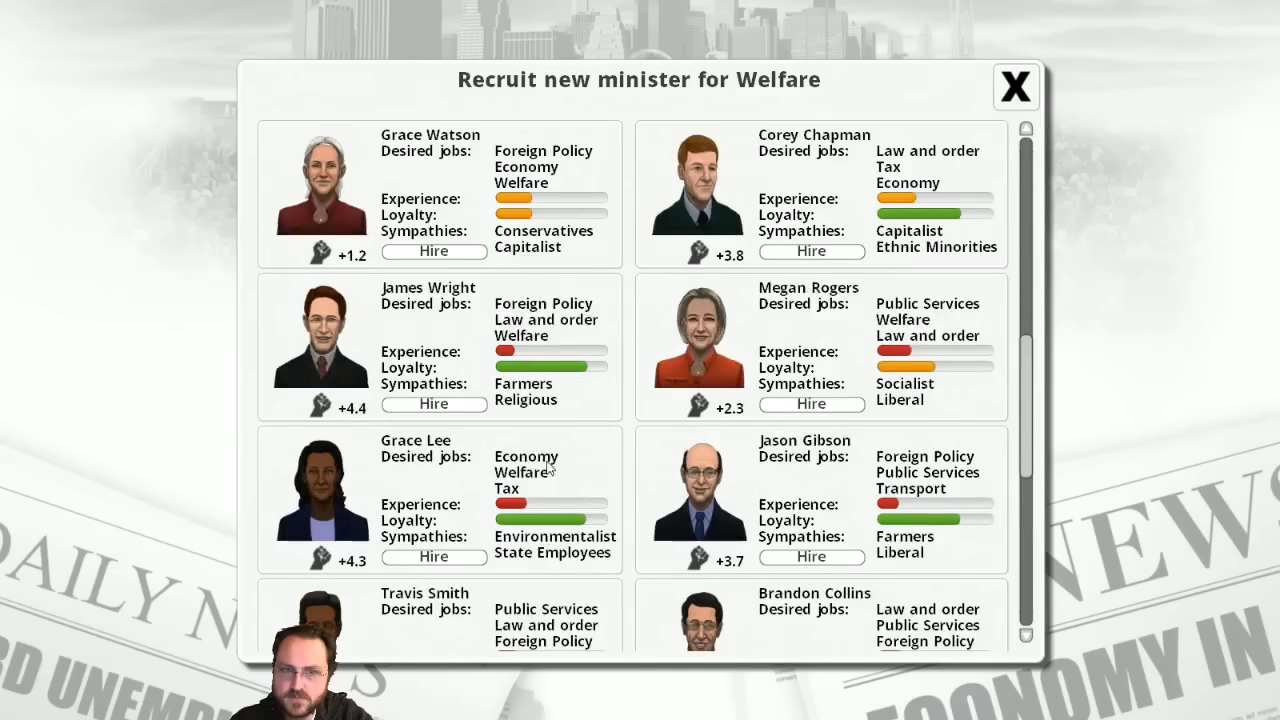 Recruit new minister for Welfare
X
Grace Watson
Desired jobs: Foreign Policy
Economy
Welfare
Experience:
Loyalty:
Sympathies: Conservatives
Capitalist
+1.2 Hire
Corey Chapman
Desired jobs: Law and order
Tax
Economy
Experience:
Loyalty:
Sympathies: Capitalist
Ethnic Minorities
+3.8 Hire
James Wright
Desired jobs: Foreign Policy
Law and order
Welfare
Experience:
Loyalty:
Sympathies: Farmers
Religious
+4.4 Hire
Megan Rogers
Desired jobs: Public Services
Welfare
Law and order
Experience:
Loyalty:
Sympathies: Socialist
Liberal
+2.3 Hire
Grace Lee
Desired jobs: Economy
Welfare
Tax
Experience:
Loyalty:
Sympathies: Environmentalist
State Employees
+4.3 Hire
Jason Gibson
Desired jobs: Foreign Policy
Public Services
Transport
Experience:
Loyalty:
Sympathies: Farmers
Liberal
+3.7 Hire
Travis Smith
Desired jobs: Public Services
Law and order
Foreign Policy
Brandon Collins
Desired jobs: Law and order
Public Services
Foreign Policy
DAILY N
NEWS
ECONOMY IN